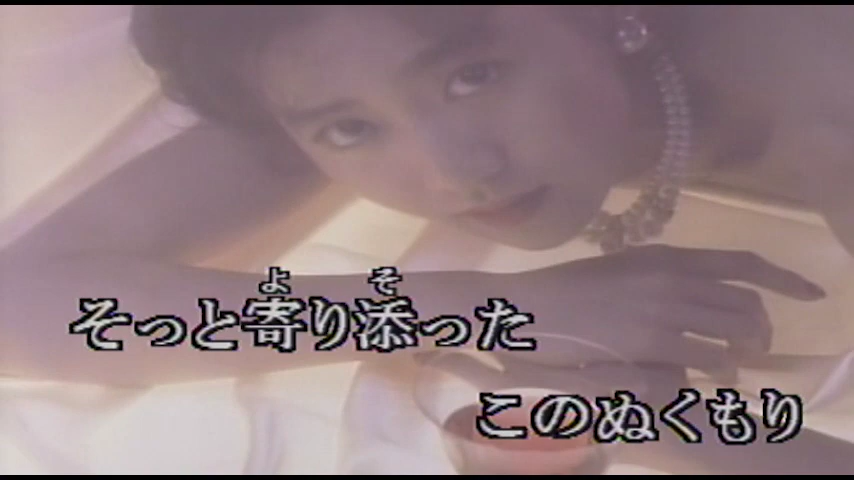 よ そ
そっと寄り添った
このぬくもり